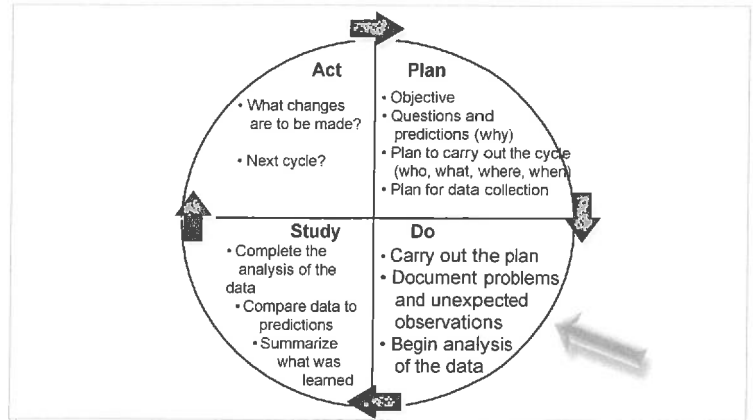 Act
• What changes
are to be made?
• Next cycle?
Plan
• Objective
• Questions and
predictions (why)
• Plan to carry out the cycle
(who, what, where, when)
• Plan for data collection
Study
• Complete the
analysis of the
data
• Compare data to
predictions
• Summarize
what was
learned
Do
• Carry out the plan
• Document problems
and unexpected
observations
• Begin analysis
of the data